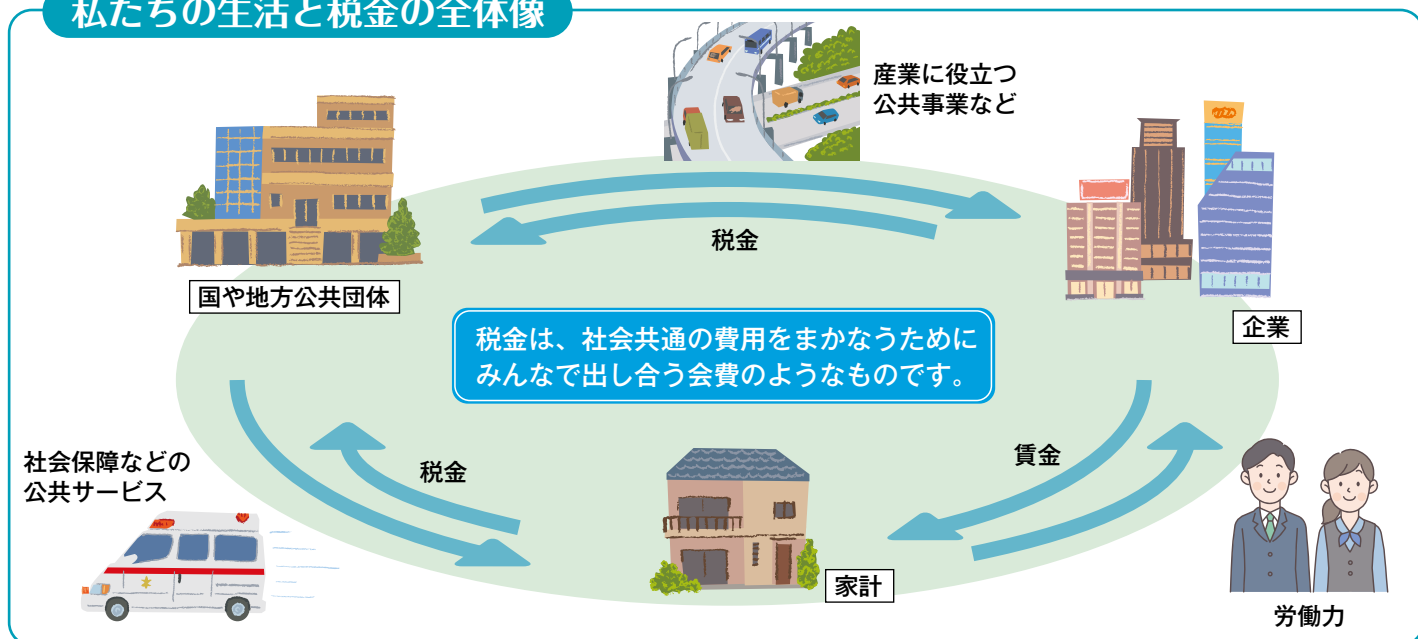 私たちの生活と税金の全体像
産業に役立つ
公共事業など
税金
国や地方公共団体
企業
税金は、社会共通の費用をまかなうために
みんなで出し合う会費のようなものです。
社会保障などの
公共サービス
税金
賃金
家計
労働力